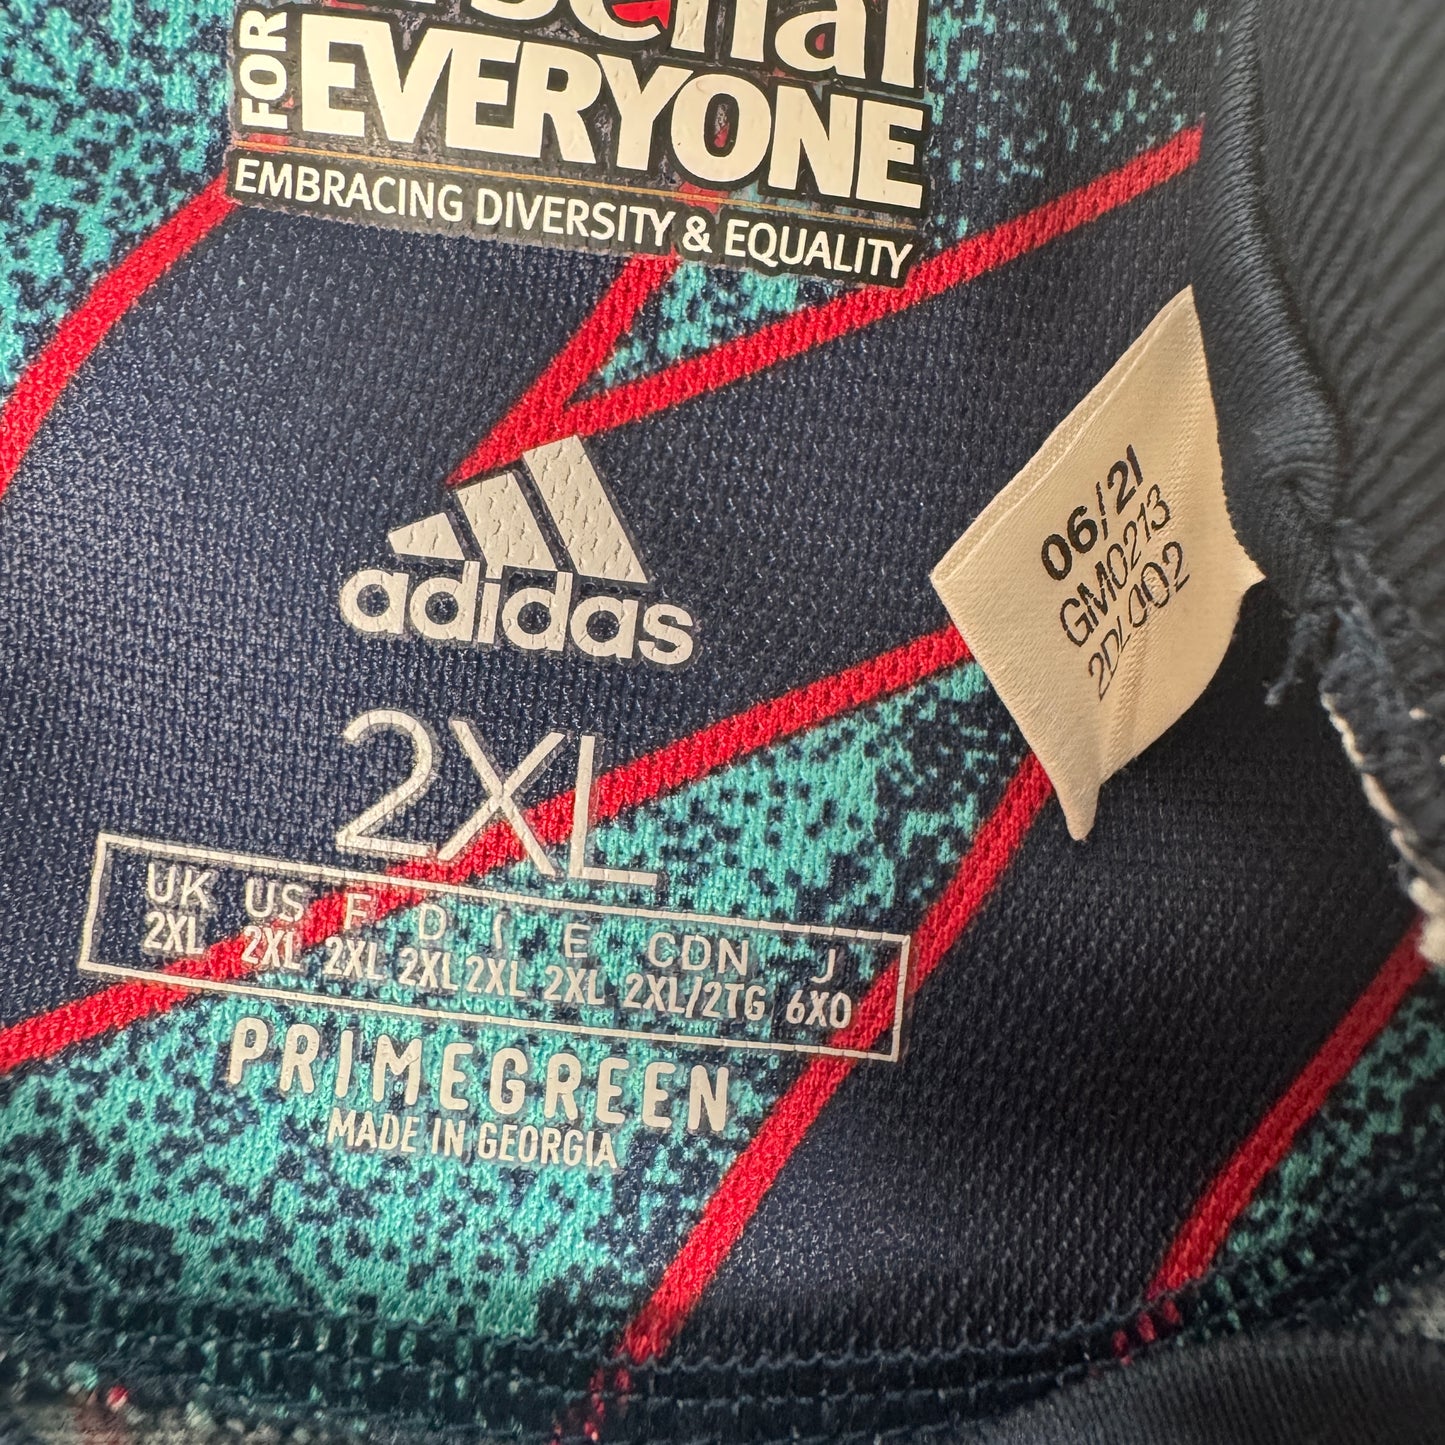 Arsenal
FOR EVERYONE
EMBRACING DIVERSITY & EQUALITY
adidas
2XL
UK US F D I E CDN J
2XL 2XL 2XL 2XL 2XL 2XL 2XL/2TG 6XO
PRIMEGREEN
MADE IN GEORGIA
06/21
GM0213
2DL002